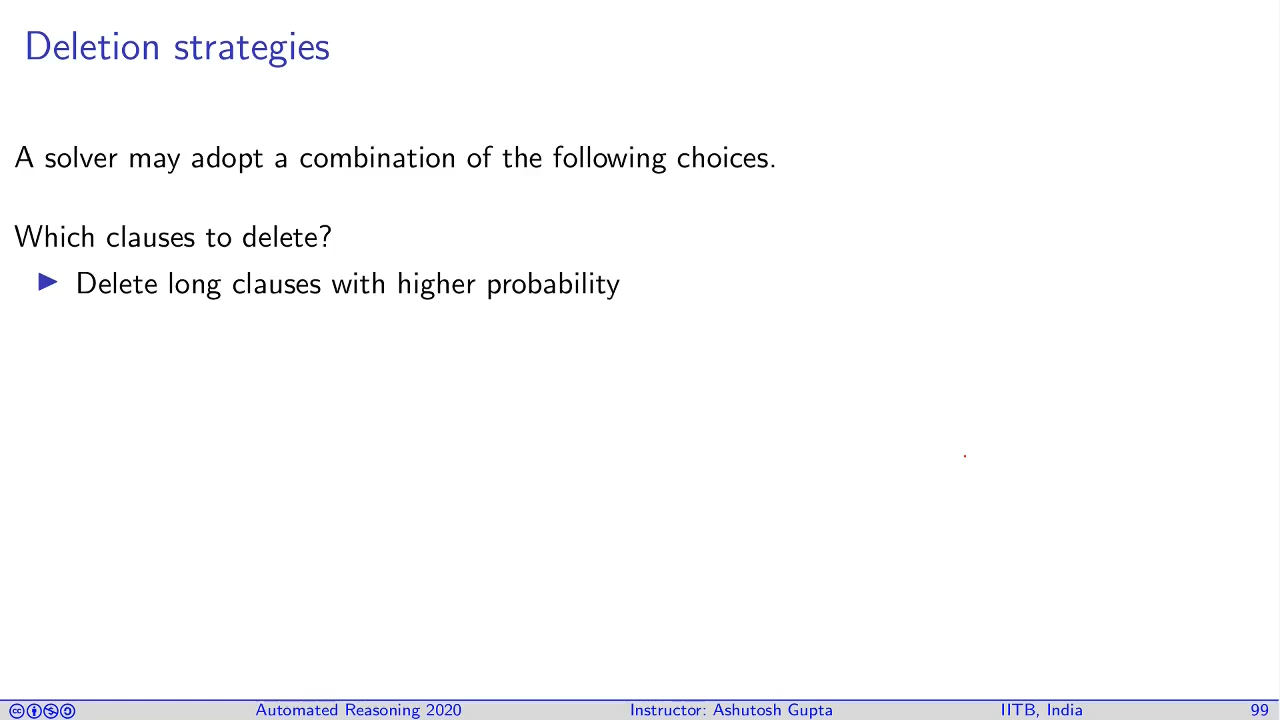 Deletion strategies
A solver may adopt a combination of the following choices.
Which clauses to delete?
▶ Delete long clauses with higher probability
Automated Reasoning 2020 Instructor: Ashutosh Gupta IITB, India 99